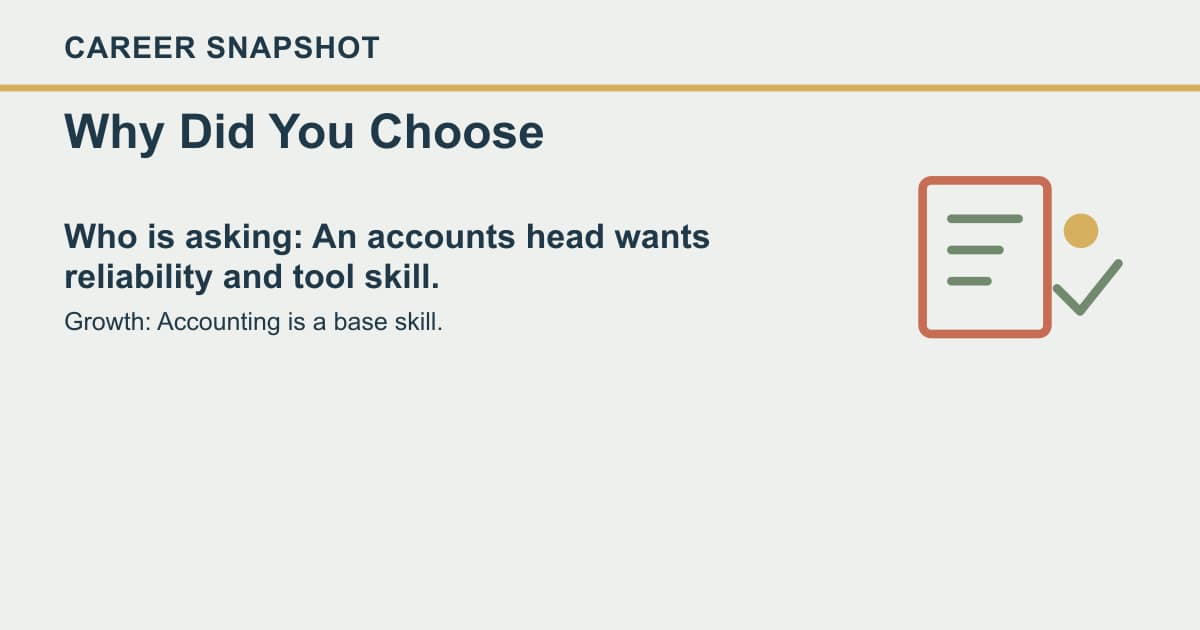 CAREER SNAPSHOT
Why Did You Choose
Who is asking: An accounts head wants
reliability and tool skill.
Growth: Accounting is a base skill.